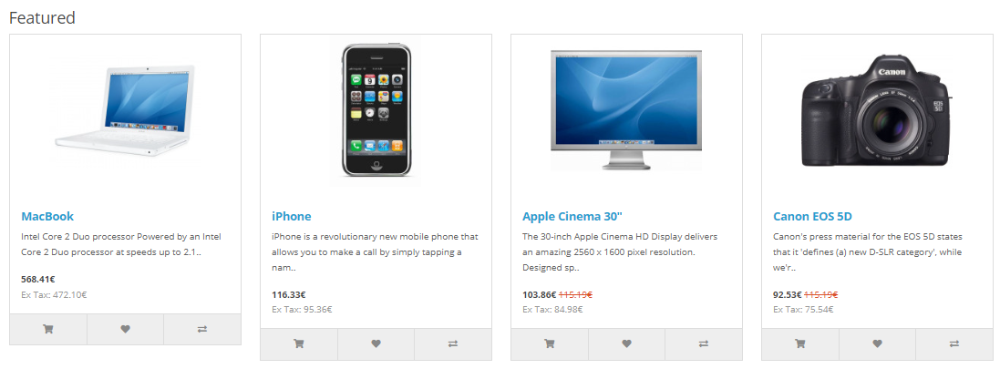 Featured
MacBook
Intel Core 2 Duo processor Powered by an Intel
Core 2 Duo processor at speeds up to 2.1..
568.41€
Ex Tax: 472.10€
iPhone
iPhone is a revolutionary new mobile phone that
allows you to make a call by simply tapping a
nam..
116.33€
Ex Tax: 95.36€
Apple Cinema 30"
The 30-inch Apple Cinema HD Display delivers
an amazing 2560 x 1600 pixel resolution.
Designed sp..
103.86€ 115.19€
Ex Tax: 84.98€
Canon
EOS
5D
Canon EOS 5D
Canon's press material for the EOS 5D states
that it 'defines (a) new D-SLR category', while
we'r..
92.53€ 115.19€
Ex Tax: 75.54€